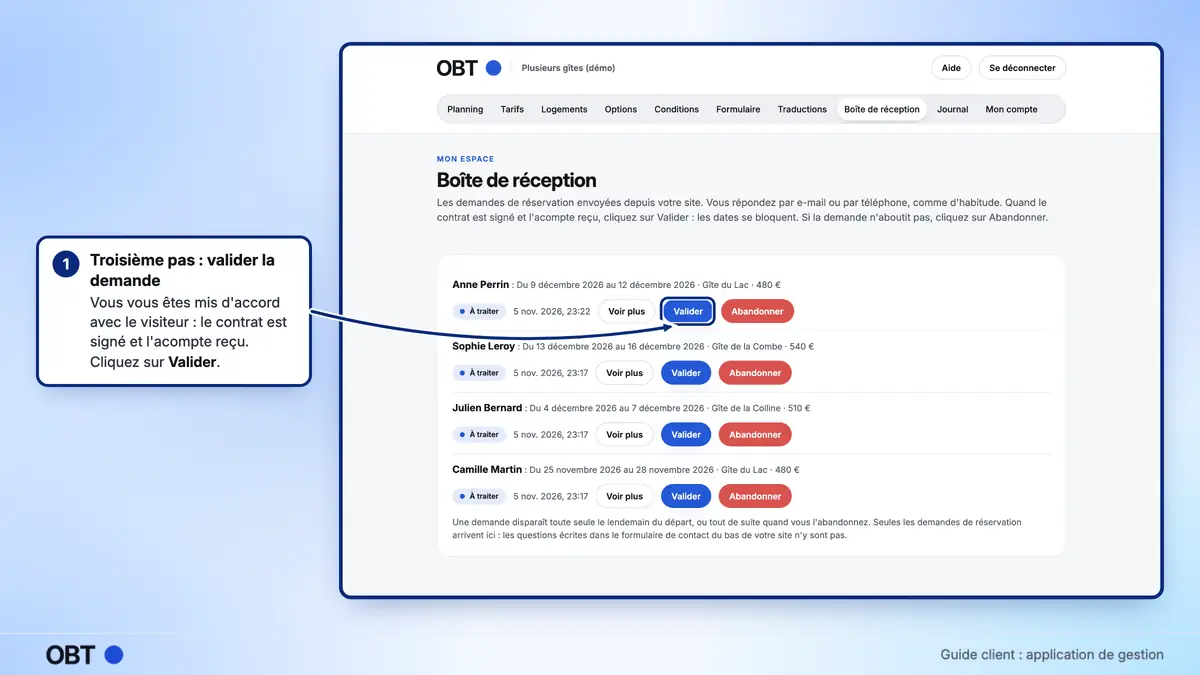 OBT
Plusieurs gîtes (démo)
Aide
Se déconnecter
Planning
Tarifs
Logements
Options
Conditions
Formulaire
Traductions
Boîte de réception
Journal
Mon compte
MON ESPACE
Boîte de réception
Les demandes de réservation envoyées depuis votre site. Vous répondez par e-mail ou par téléphone, comme d'habitude. Quand le
contrat est signé et l'acompte reçu, cliquez sur Valider : les dates se bloquent. Si la demande n'aboutit pas, cliquez sur Abandonner.
1
Troisième pas : valider la
demande
Vous vous êtes mis d'accord
avec le visiteur : le contrat est
signé et l'acompte reçu.
Cliquez sur Valider.
Anne Perrin : Du 9 décembre 2026 au 12 décembre 2026 · Gîte du Lac · 480 €
À traiter
5 nov. 2026, 23:22
Voir plus
Valider
Abandonner
Sophie Leroy : Du 13 décembre 2026 au 16 décembre 2026 · Gîte de la Combe · 540 €
À traiter
5 nov. 2026, 23:17
Voir plus
Valider
Abandonner
Julien Bernard : Du 4 décembre 2026 au 7 décembre 2026 · Gîte de la Colline · 510 €
À traiter
5 nov. 2026, 23:17
Voir plus
Valider
Abandonner
Camille Martin : Du 25 novembre 2026 au 28 novembre 2026 · Gîte du Lac · 480 €
À traiter
5 nov. 2026, 23:17
Voir plus
Valider
Abandonner
Une demande disparaît toute seule le lendemain du départ, ou tout de suite quand vous l'abandonnez. Seules les demandes de réservation
arrivent ici : les questions écrites dans le formulaire de contact du bas de votre site n'y sont pas.
OBT
Guide client : application de gestion